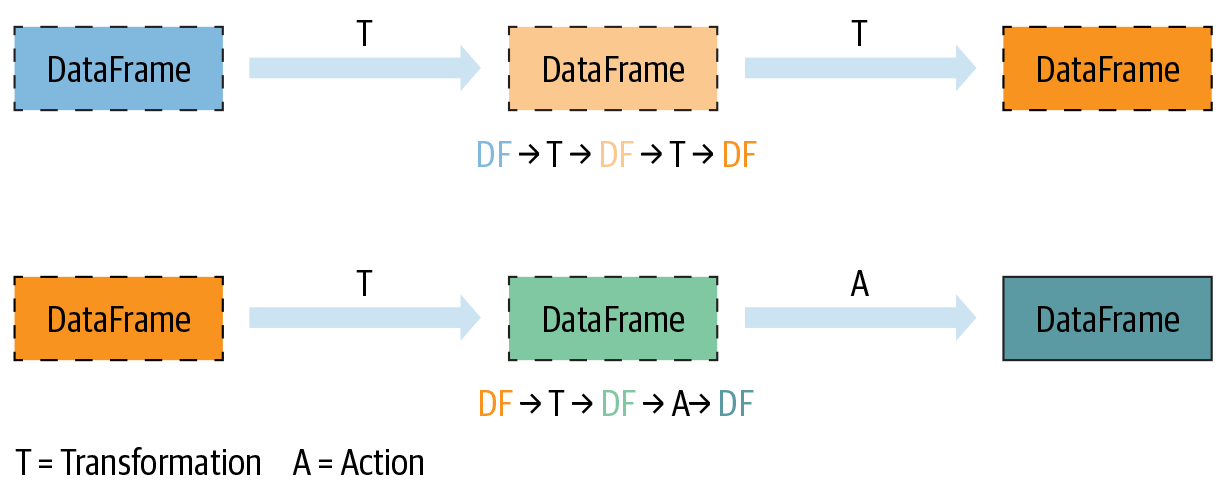 T T
DataFrame DataFrame DataFrame
DF → T → DF → T → DF
T A
DataFrame DataFrame DataFrame
DF → T → DF → A→ DF
T = Transformation A = Action